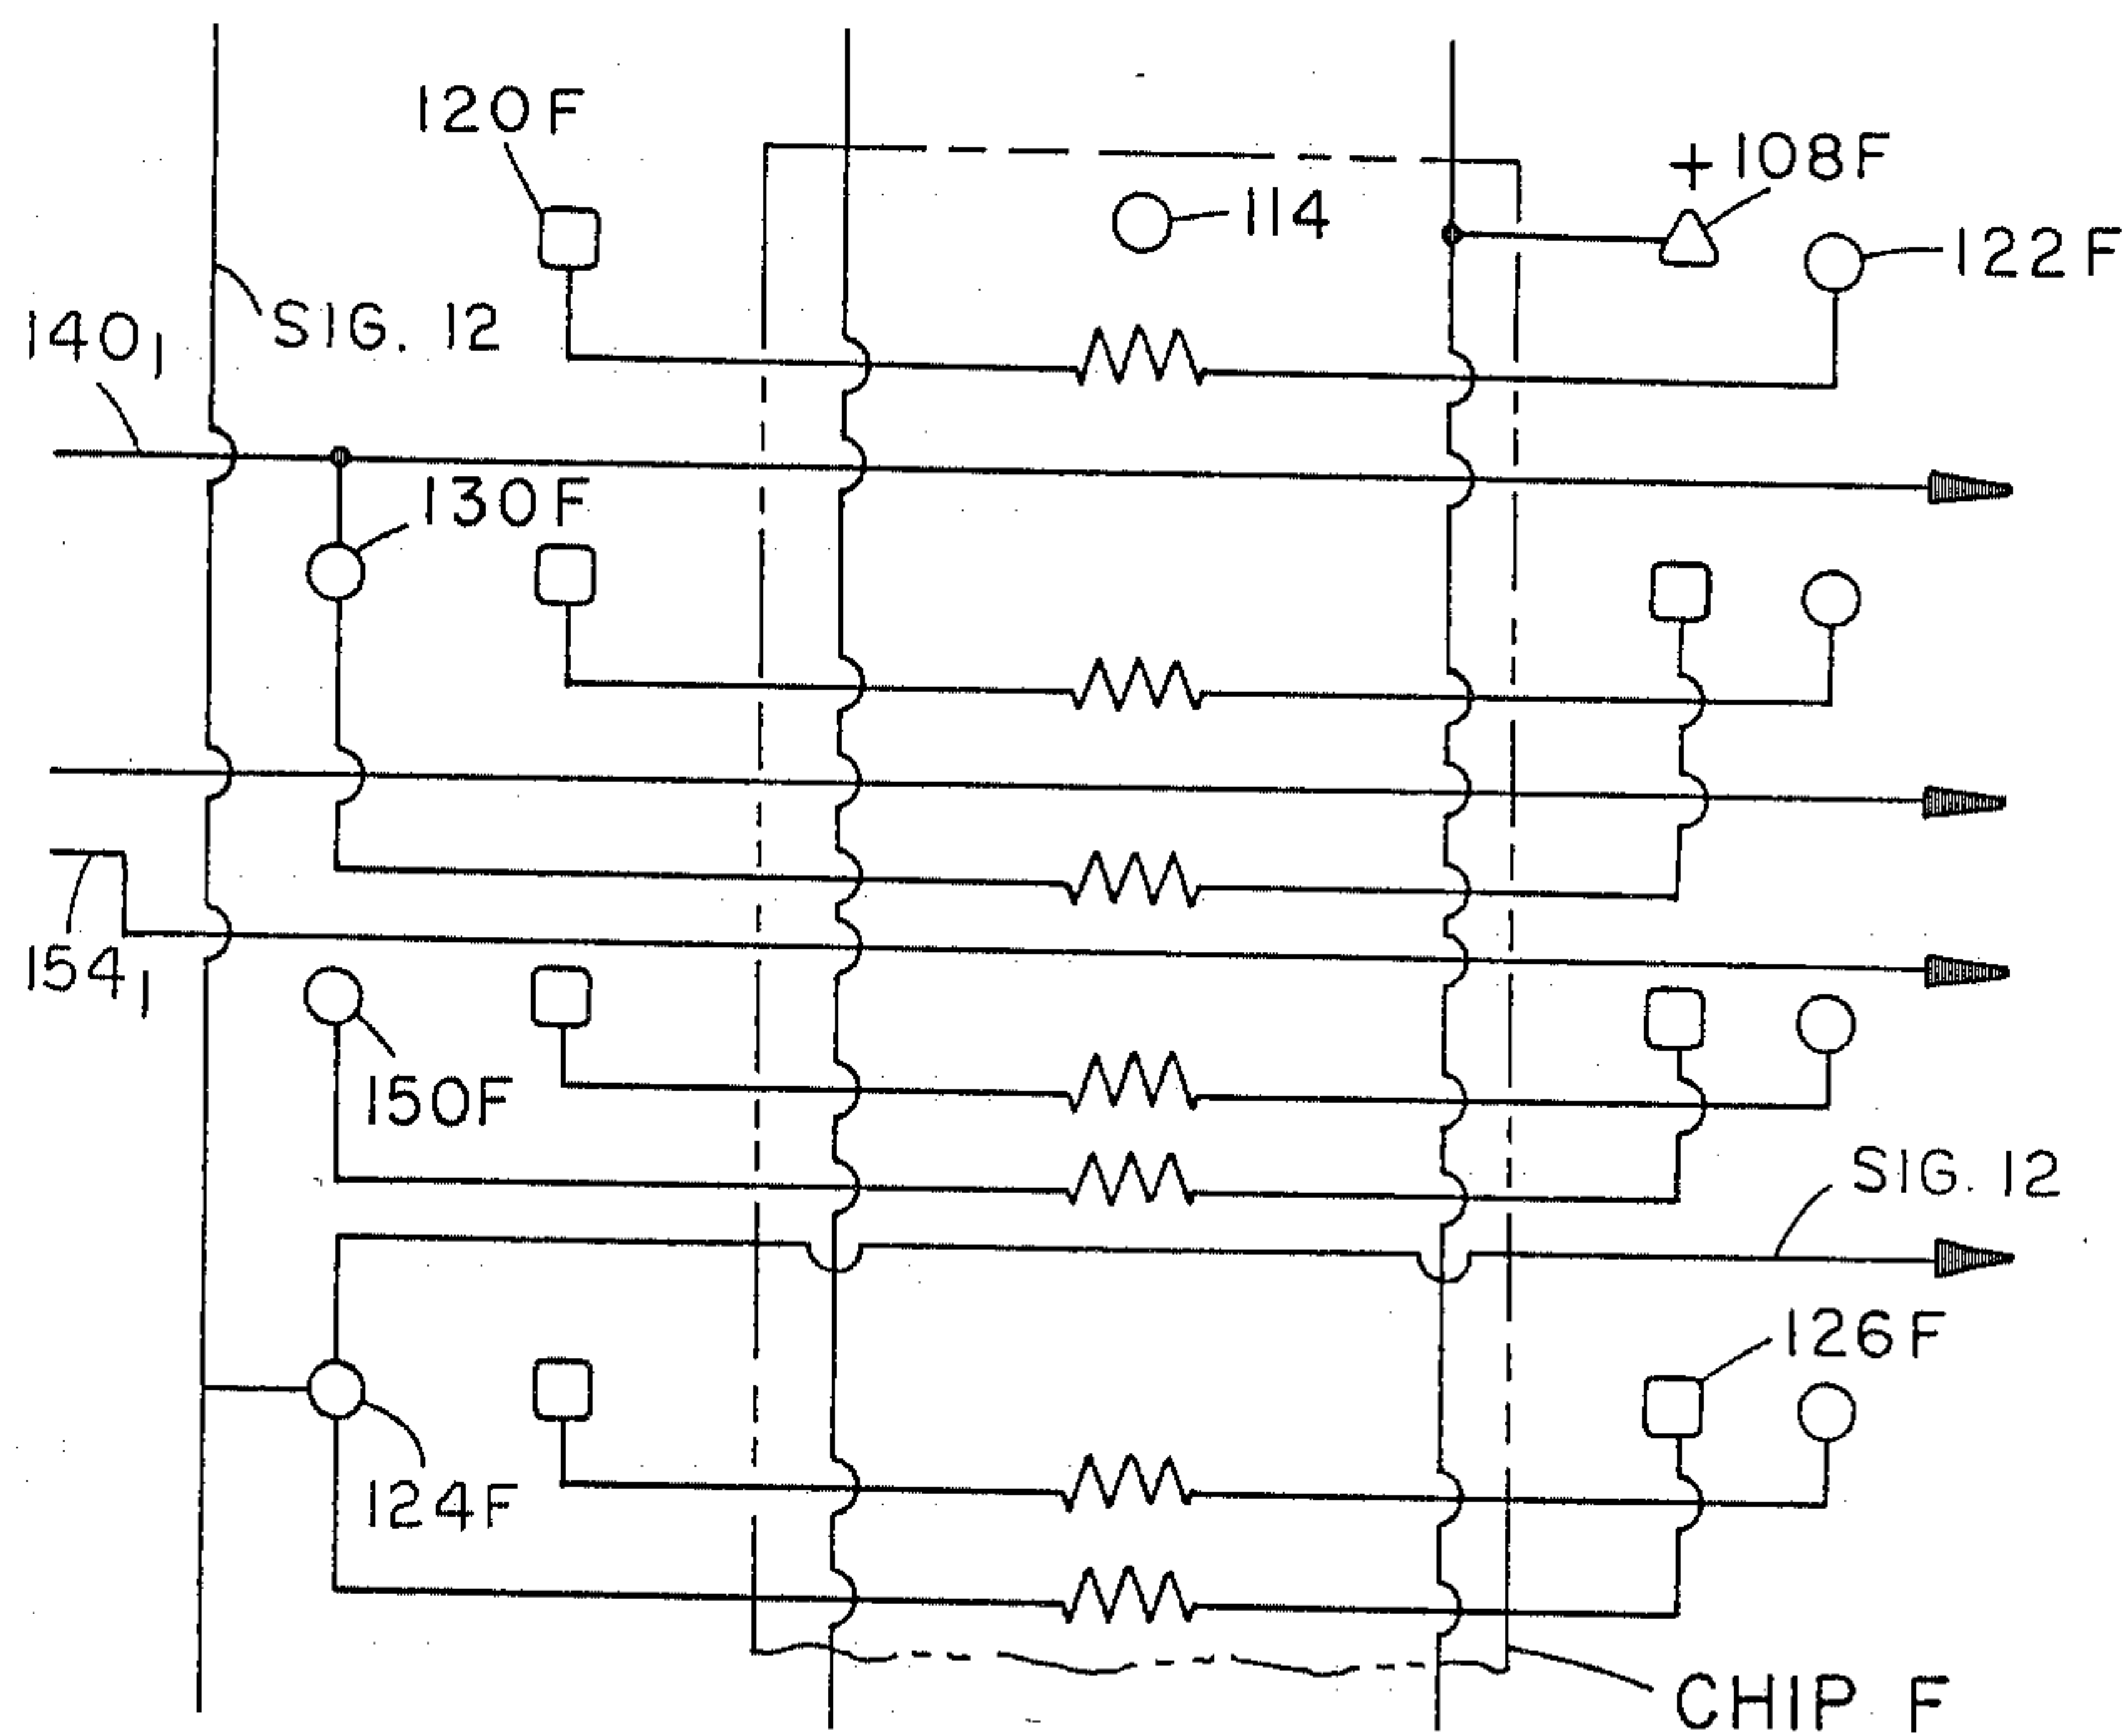 120F
+ 108F
114
122F
SIG. 12
140₁
130F
154₁
150F
SIG. 12
126F
124F
CHIP F